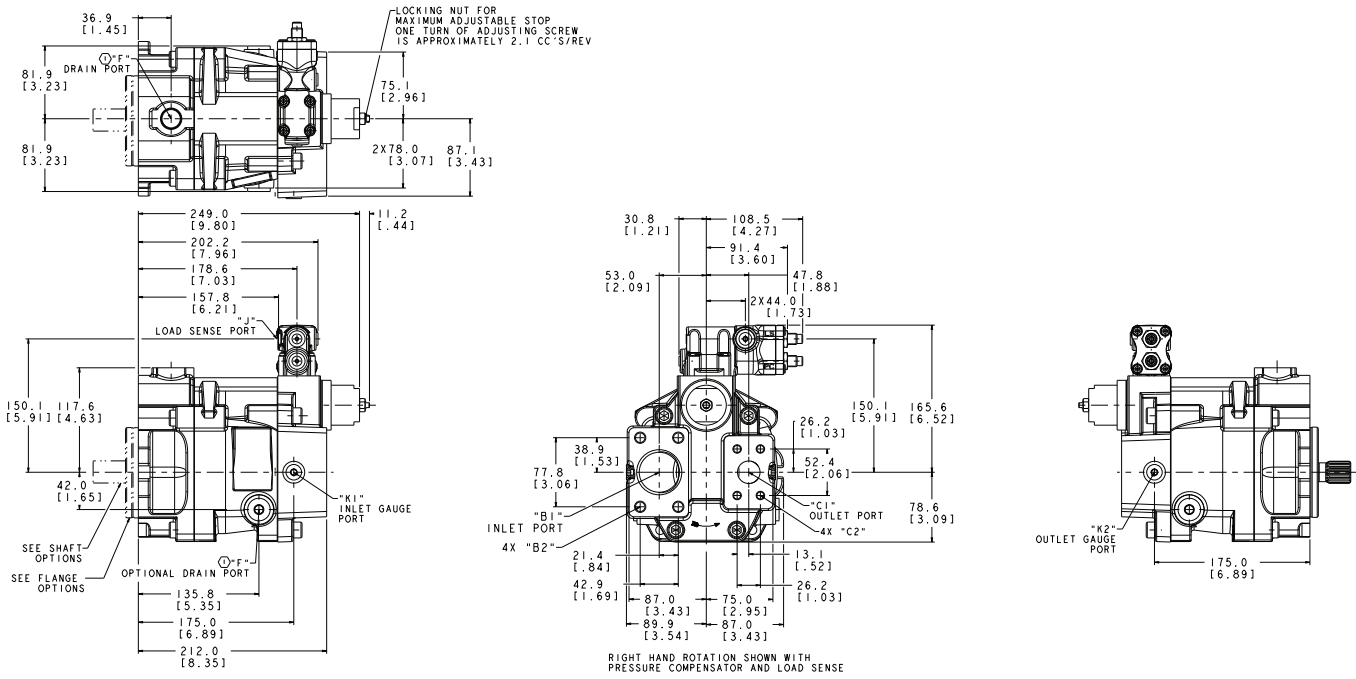 36.9
[1.45]
LOCKING NUT FOR
MAXIMUM ADJUSTABLE STOP
ONE TURN OF ADJUSTING SCREW
IS APPROXIMATELY 2.1 CC'S/REV
1 "F"
DRAIN PORT
81.9
[3.23]
75.1
[2.96]
81.9
[3.23]
2X78.0
[3.07]
87.1
[3.43]
249.0
[9.80]
11.2
[.44]
202.2
[7.96]
178.6
[7.03]
157.8
[6.21]
"J"
LOAD SENSE PORT
150.1
[5.91]
117.6
[4.63]
42.0
[1.65]
"K1"
INLET GAUGE
PORT
SEE SHAFT
OPTIONS
SEE FLANGE
OPTIONS
1 "F"
OPTIONAL DRAIN PORT
135.8
[5.35]
175.0
[6.89]
212.0
[8.35]
30.8
[1.21]
108.5
[4.27]
91.4
[3.60]
53.0
[2.09]
47.8
[1.88]
2X44.0
[1.73]
150.1
[5.91]
165.6
[6.52]
26.2
[1.03]
38.9
[1.53]
52.4
[2.06]
77.8
[3.06]
"B1"
INLET PORT
"C1"
OUTLET PORT
78.6
[3.09]
4X "B2"
4X "C2"
21.4
[.84]
13.1
[.52]
42.9
[1.69]
26.2
[1.03]
87.0
[3.43]
75.0
[2.95]
89.9
[3.54]
87.0
[3.43]
RIGHT HAND ROTATION SHOWN WITH
PRESSURE COMPENSATOR AND LOAD SENSE
"K2"
OUTLET GAUGE
PORT
175.0
[6.89]